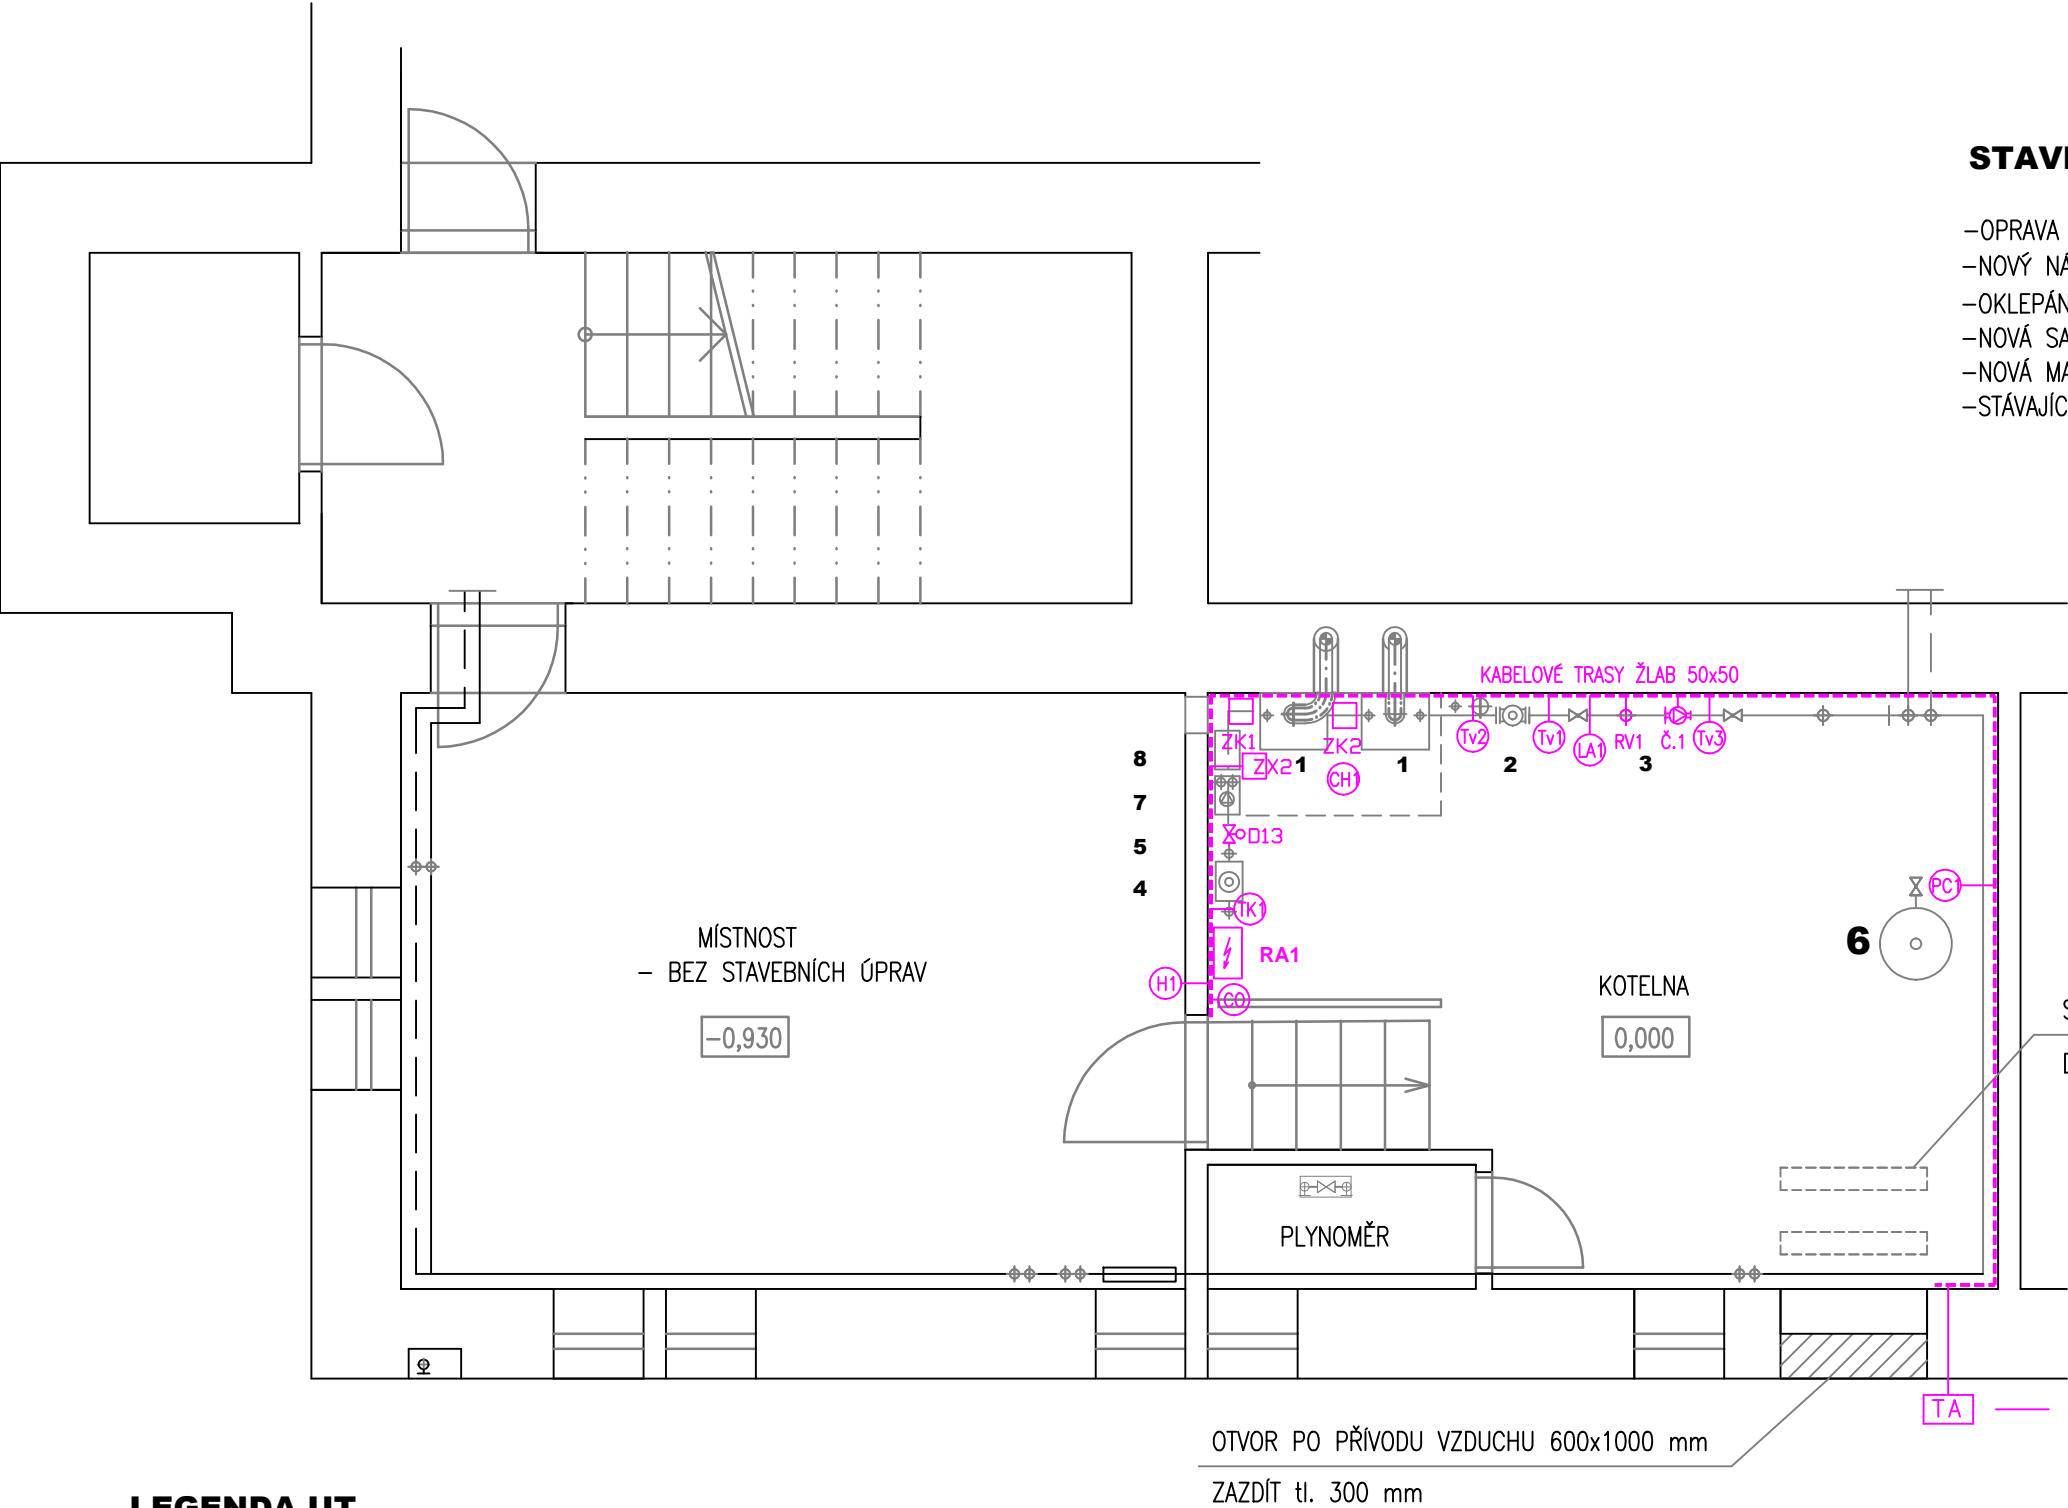 STAVE
-OPRAVA
-NOVÝ NÁ
-OKLEPÁN
-NOVÁ SA
-NOVÁ MA
-STÁVAJÍC
KABELOVÉ TRASY ŽLAB 50x50
ZK1
ZK2
ZX2
CH1
Tv2
Tv1
LA1
RV1
Č.1
Tv3
1
1
2
3
8
7
5
4
D13
TK1
RA1
H1
CO
PC1
6
MÍSTNOST
- BEZ STAVEBNÍCH ÚPRAV
-0,930
KOTELNA
0,000
PLYNOMĚR
TA
OTVOR PO PŘÍVODU VZDUCHU 600x1000 mm
ZAZDÍT tl. 300 mm
LEGENDA UT